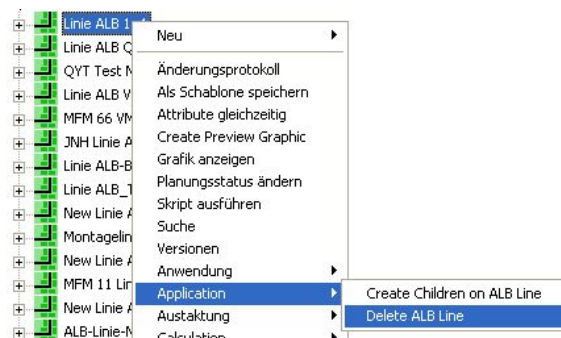 Linie ALB 1
Linie ALB Q
QYT Test
Linie ALB V
MFM 66
JNH Linie A
Linie ALB-B
Linie ALB_T
New Linie A
Montagelin
New Linie A
MFM 11 Lin
New Linie A
ALB-Linie-N
Neu
Änderungsprotokoll
Als Schablone speichern
Attribute gleichzeitig
Create Preview Graphic
Grafik anzeigen
Planungsstatus ändern
Skript ausführen
Suche
Versionen
Anwendung
Application
Austaktung
Calculation
Create Children on ALB Line
Delete ALB Line